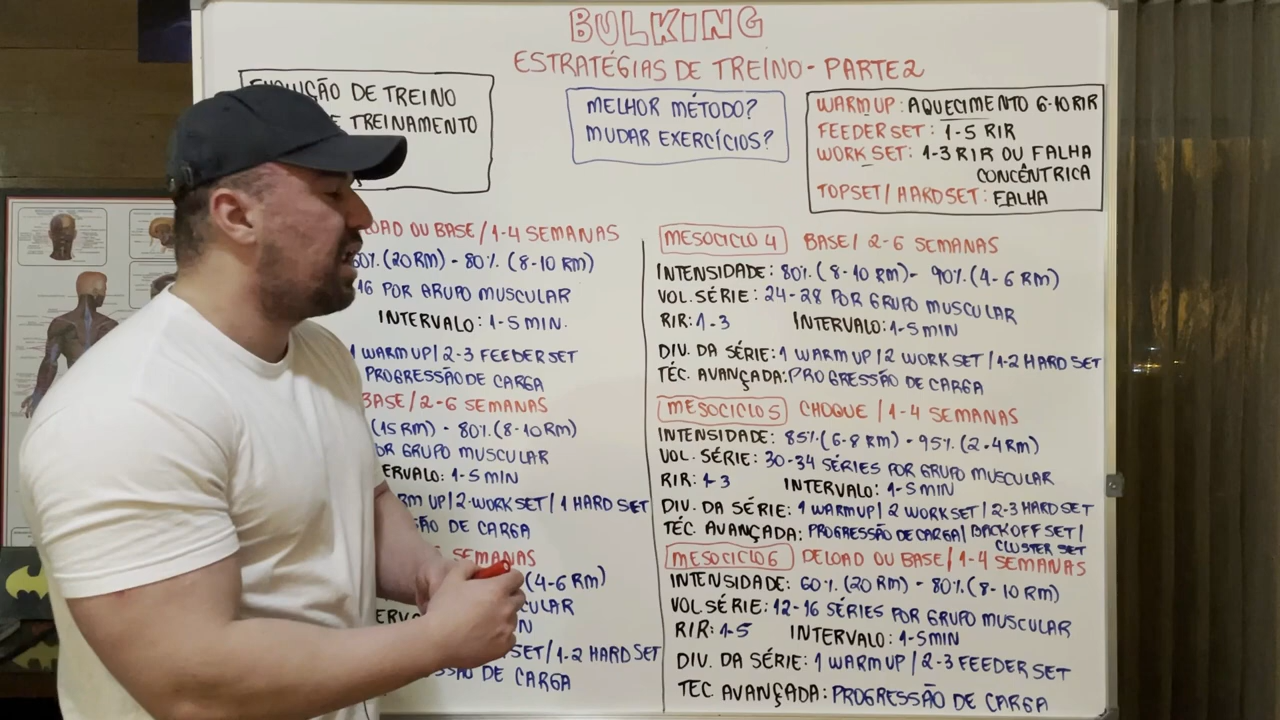 BULKING
ESTRATÉGIAS DE TREINO - PARTE 2
DE TREINO
TREINAMENTO
MELHOR MÉTODO?
MUDAR EXERCÍCIOS?
WARM UP: AQUECIMENTO 6-10 RIR
FEEDER SET: 1-5 RIR
WORK SET: 1-3 RIR OU FALHA
CONCÊNTRICA
TOPSET/HARDSET: FALHA
OU BASE / 1-4 SEMANAS
60%. (20 RM) - 80%. (8-10 RM)
16 POR GRUPO MUSCULAR
INTERVALO: 1-5 MIN.
1 WARM UP / 2-3 FEEDER SET
PROGRESSÃO DE CARGA
BASE / 2-6 SEMANAS
(15 RM) - 80%. (8-10 RM)
GRUPO MUSCULAR
1-5 MIN
UP / 2 WORK SET / 1 HARD SET
DE CARGA
SEMANAS
(4-6 RM)
SET / 1-2 HARD SET
DE CARGA
MESOCICLO 4 BASE / 2-6 SEMANAS
INTENSIDADE: 80%. (8-10 RM) - 90%. (4-6 RM)
VOL. SÉRIE: 24-28 POR GRUPO MUSCULAR
RIR: 1-3 INTERVALO: 1-5 MIN
DIV. DA SÉRIE: 1 WARM UP / 2 WORK SET / 1-2 HARD SET
TÉC. AVANÇADA: PROGRESSÃO DE CARGA
MESOCICLO 5 CHOQUE / 1-4 SEMANAS
INTENSIDADE: 85%. (6-8 RM) - 95%. (2-4 RM)
VOL. SÉRIE: 30-34 SÉRIES POR GRUPO MUSCULAR
RIR: 1-3 INTERVALO: 1-5 MIN
DIV. DA SÉRIE: 1 WARM UP / 2 WORK SET / 2-3 HARD SET
TÉC. AVANÇADA: PROGRESSÃO DE CARGA / BACK OFF SET /
CLUSTER SET
MESOCICLO 6 DELOAD OU BASE / 1-4 SEMANAS
INTENSIDADE: 60%. (20 RM) - 80%. (8-10 RM)
VOL. SÉRIE: 12-16 SÉRIES POR GRUPO MUSCULAR
RIR: 1-5 INTERVALO: 1-5 MIN
DIV. DA SÉRIE: 1 WARM UP / 2-3 FEEDER SET
TEC. AVANÇADA: PROGRESSÃO DE CARGA